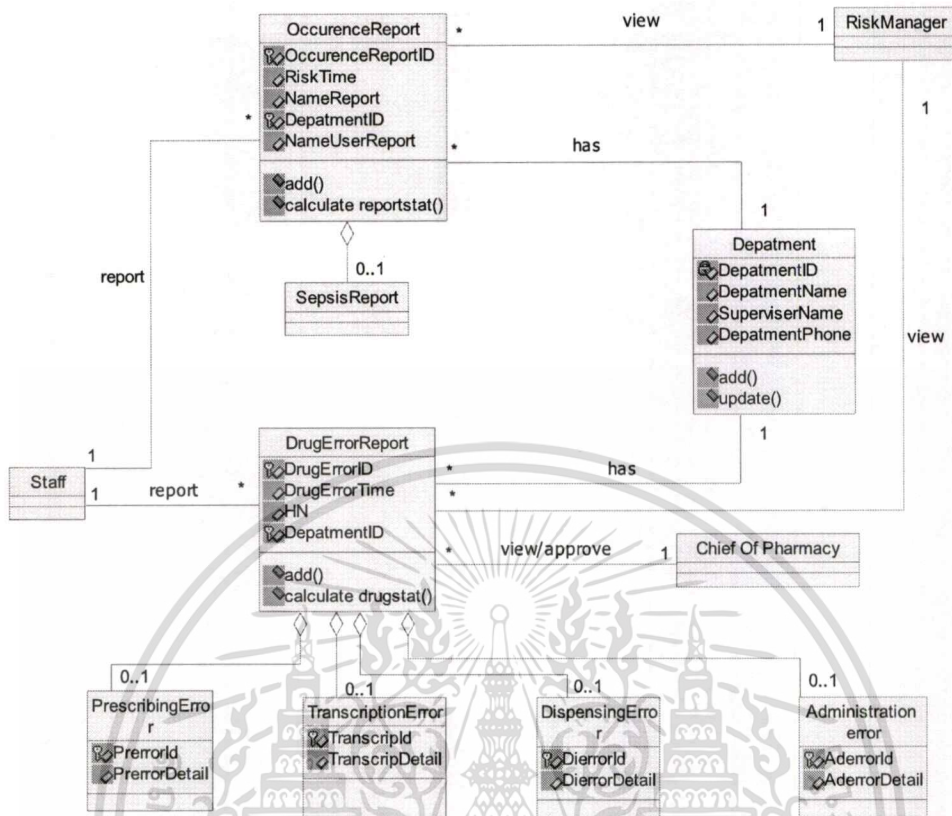 OccurenceReport
OccurenceReportID
RiskTime
NameReport
DepatmentID
NameUserReport
add()
calculate reportstat()
*
view
1
RiskManager
1
*
*
has
1
report
0..1
SepsisReport
Depatment
DepatmentID
DepatmentName
SuperviserName
DepatmentPhone
add()
update()
view
1
1
Staff
1
report
*
DrugErrorReport
DrugErrorID
DrugErrorTime
HN
DepatmentID
add()
calculate drugstat()
*
has
*
*
view/approve
1
Chief Of Pharmacy
0..1
PrescribingErro
r
PrerrorId
PrerrorDetail
0..1
TranscriptionError
TranscripId
TranscripDetail
0..1
DispensingErro
r
DierrorId
DierrorDetail
0..1
Administration
error
AderrorId
AderrorDetail